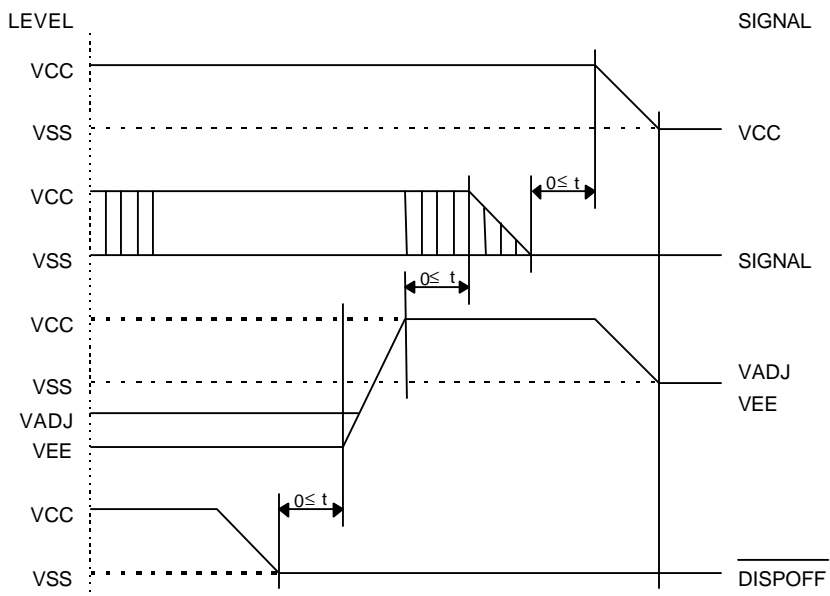 LEVEL SIGNAL
VCC
VSS VCC
VCC 0≤ t
VSS SIGNAL
0≤ t
VCC
VSS VADJ
VEE
VADJ
VEE
VCC 0≤ t
VSS DISPOFF